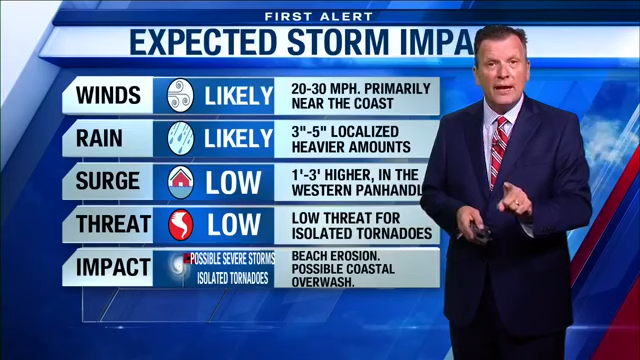 FIRST ALERT
EXPECTED STORM IMPA
WINDS LIKELY 20-30 MPH. PRIMARILY
NEAR THE COAST
RAIN LIKELY 3"-5" LOCALIZED
HEAVIER AMOUNTS
SURGE LOW 1'-3' HIGHER, IN THE
WESTERN PANHANDL
THREAT LOW LOW THREAT FOR
ISOLATED TORNADOES
IMPACT POSSIBLE SEVERE STORMS
ISOLATED TORNADOES
BEACH EROSION.
POSSIBLE COASTAL
OVERWASH.